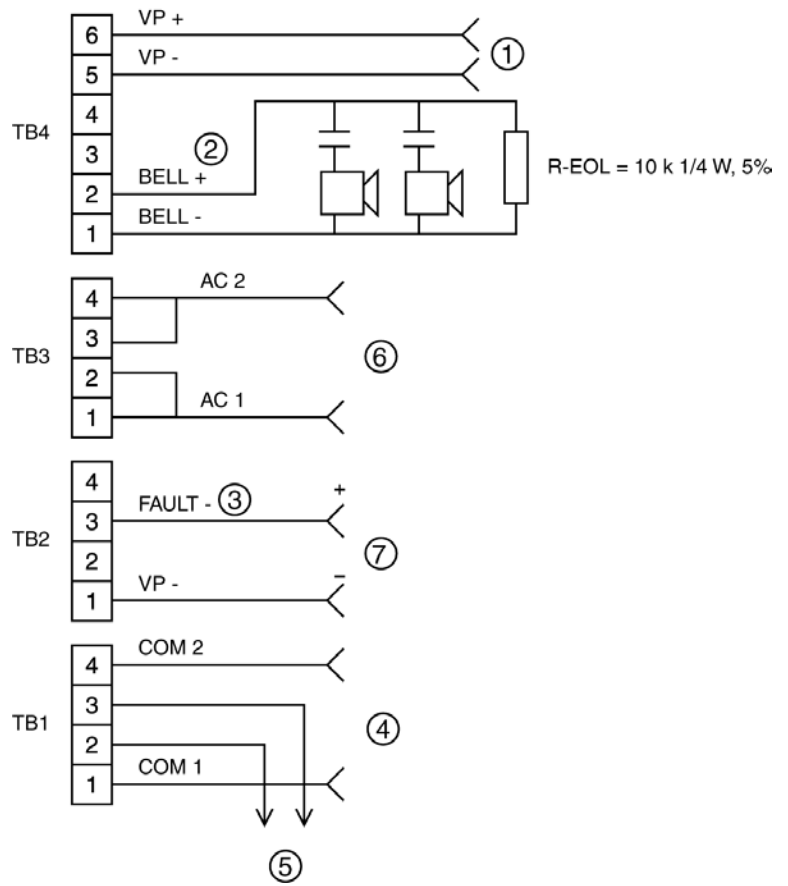 VP +
6
①
VP -
5
4
TB4
②
3
R-EOL = 10 k 1/4 W, 5%
BELL +
2
BELL -
1
AC 2
4
3
TB3
⑥
2
AC 1
1
4
+
FAULT - ③
3
TB2
⑦
2
VP -
–
1
COM 2
4
3
TB1
④
2
COM 1
1
⑤